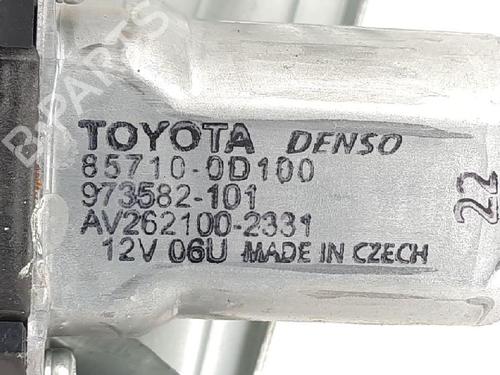 TOYOTA DENSO
85710-0D100
973582-101
AV262100-2331
12V 06U MADE IN CZECH
22